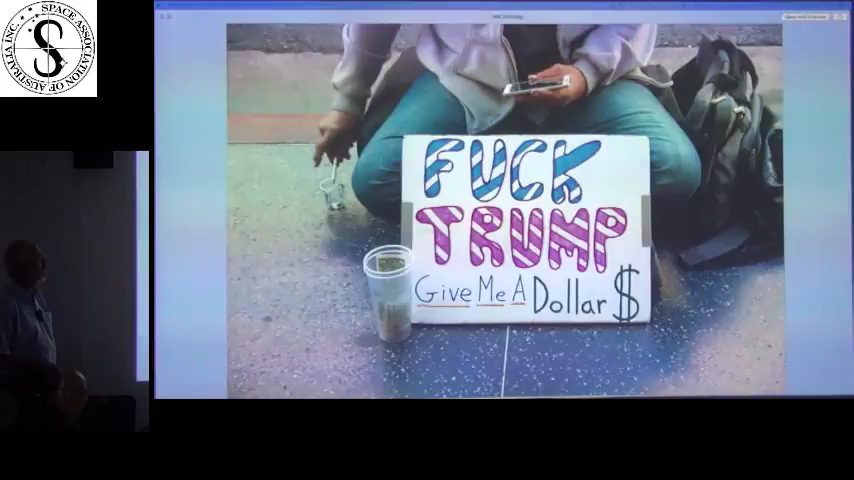 SPACE ASSOCIATION OF AUSTRALIA INC.
S
FUCK
TRUMP
Give Me A Dollar $